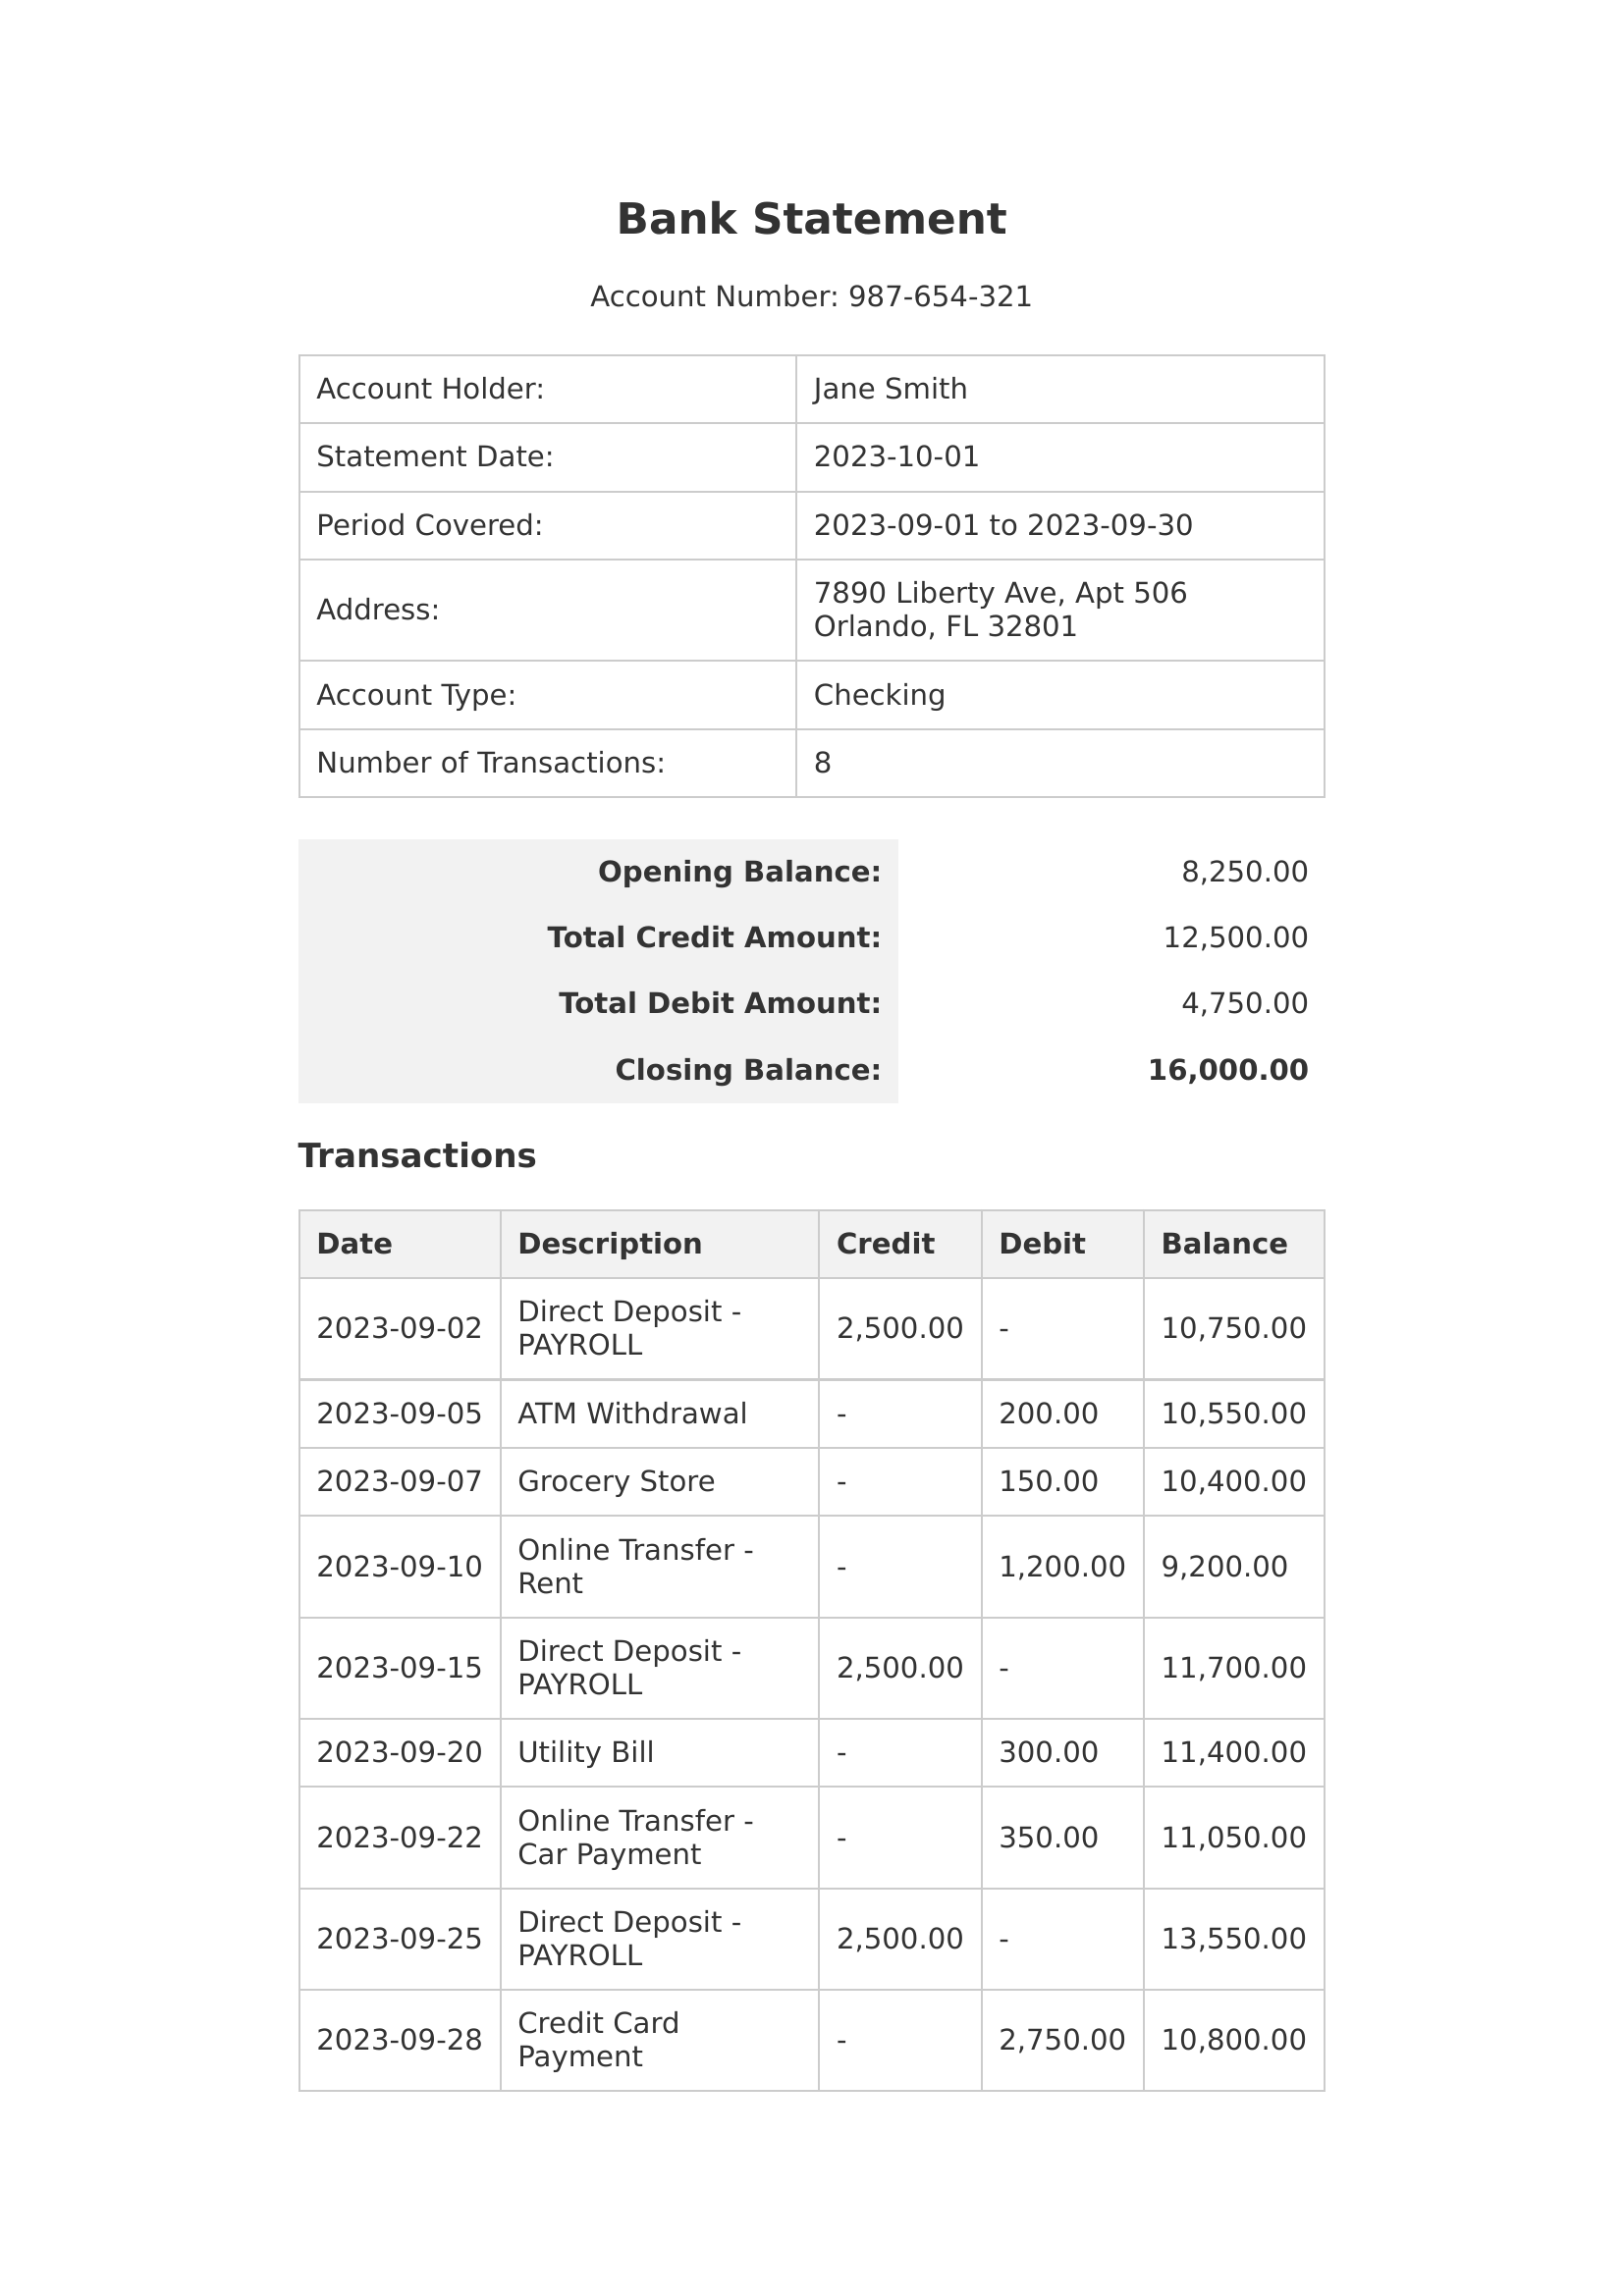 Bank Statement
Account Number: 987-654-321
Account Holder: Jane Smith
Statement Date: 2023-10-01
Period Covered: 2023-09-01 to 2023-09-30
Address: 7890 Liberty Ave, Apt 506
Orlando, FL 32801
Account Type: Checking
Number of Transactions: 8
Opening Balance: 8,250.00
Total Credit Amount: 12,500.00
Total Debit Amount: 4,750.00
Closing Balance: 16,000.00
Transactions
Date Description Credit Debit Balance
2023-09-02 Direct Deposit - PAYROLL 2,500.00 - 10,750.00
2023-09-05 ATM Withdrawal - 200.00 10,550.00
2023-09-07 Grocery Store - 150.00 10,400.00
2023-09-10 Online Transfer - Rent - 1,200.00 9,200.00
2023-09-15 Direct Deposit - PAYROLL 2,500.00 - 11,700.00
2023-09-20 Utility Bill - 300.00 11,400.00
2023-09-22 Online Transfer - Car Payment - 350.00 11,050.00
2023-09-25 Direct Deposit - PAYROLL 2,500.00 - 13,550.00
2023-09-28 Credit Card Payment - 2,750.00 10,800.00